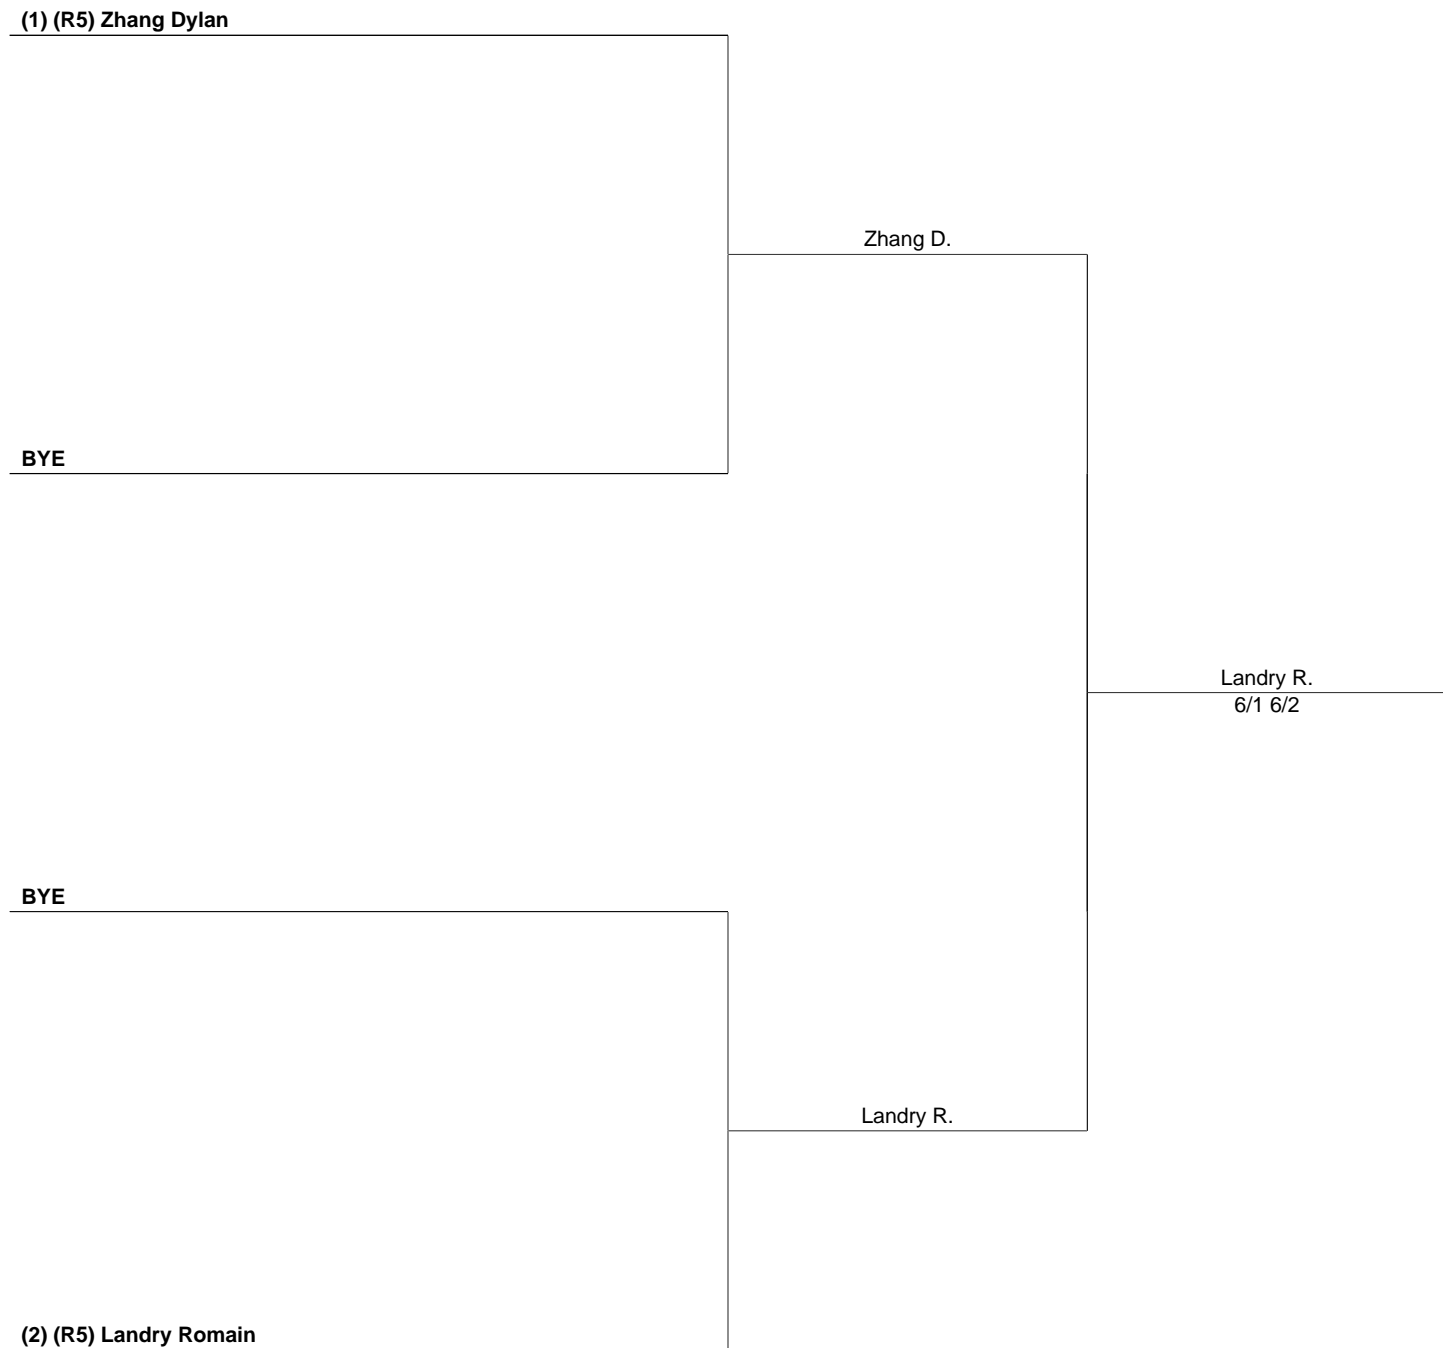 (1) (R5) Zhang Dylan
Zhang D.
BYE
Landry R.
6/1 6/2
BYE
Landry R.
(2) (R5) Landry Romain